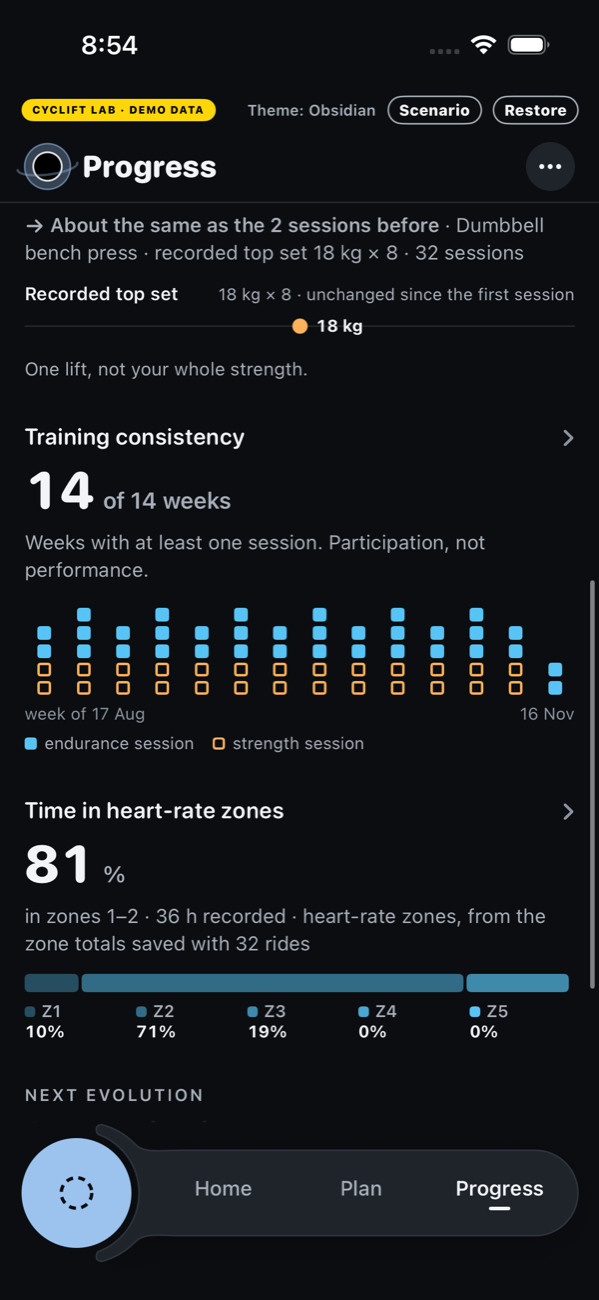 8:54
CYCLIFT LAB · DEMO DATA
Theme: Obsidian
Scenario
Restore
Progress
→ About the same as the 2 sessions before · Dumbbell
bench press · recorded top set 18 kg × 8 · 32 sessions
Recorded top set
18 kg × 8 · unchanged since the first session
18 kg
One lift, not your whole strength.
Training consistency
14 of 14 weeks
Weeks with at least one session. Participation, not
performance.
week of 17 Aug
16 Nov
endurance session
strength session
Time in heart-rate zones
81 %
in zones 1–2 · 36 h recorded · heart-rate zones, from the
zone totals saved with 32 rides
Z1 Z2 Z3 Z4 Z5
10% 71% 19% 0% 0%
NEXT EVOLUTION
Home
Plan
Progress